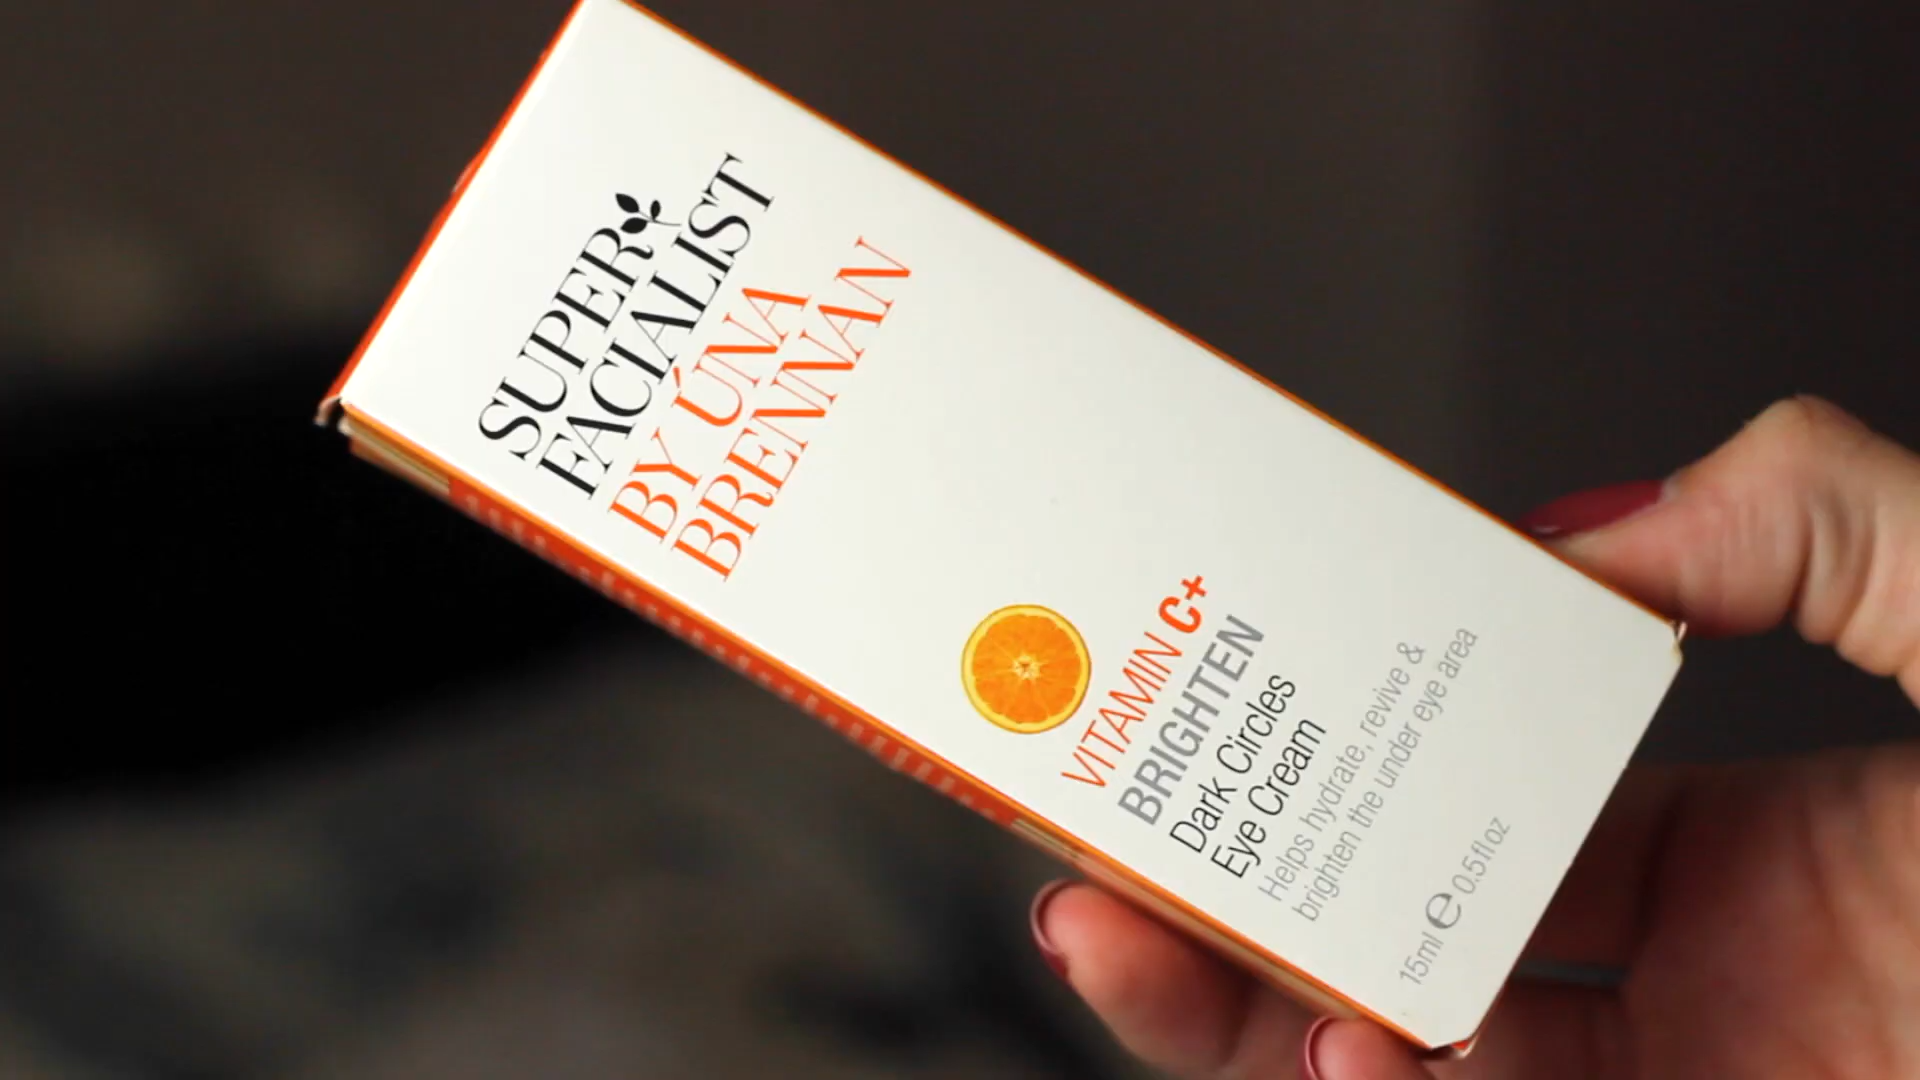 SUPER
FACIALIST
BY ÚNA
BRENNAN
VITAMIN C+
BRIGHTEN
Dark Circles
Eye Cream
Helps hydrate, revive &
brighten the under eye area
15ml ℮ 0.5fl oz